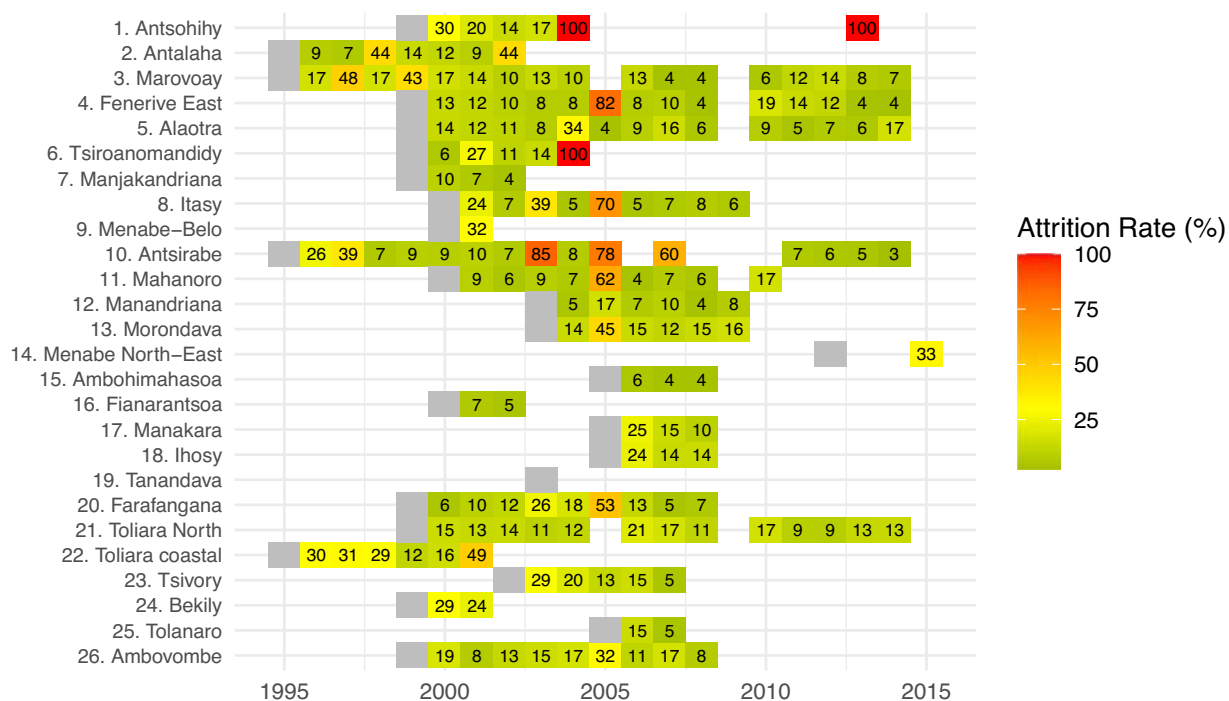 1. Antsohihy 30 20 14 17 100 100
2. Antalaha 9 7 44 14 12 9 44
3. Marovoay 17 48 17 43 17 14 10 13 10 13 4 4 6 12 14 8 7
4. Fenerive East 13 12 10 8 8 82 8 10 4 19 14 12 4 4
5. Alaotra 14 12 11 8 34 4 9 16 6 9 5 7 6 17
6. Tsiroanomandidy 6 27 11 14 100
7. Manjakandriana 10 7 4
8. Itasy 24 7 39 5 70 5 7 8 6
9. Menabe−Belo 32
10. Antsirabe 26 39 7 9 9 10 7 85 8 78 60 7 6 5 3
11. Mahanoro 9 6 9 7 62 4 7 6 17
12. Manandriana 5 17 7 10 4 8
13. Morondava 14 45 15 12 15 16
14. Menabe North−East 33
15. Ambohimahasoa 6 4 4
16. Fianarantsoa 7 5
17. Manakara 25 15 10
18. Ihosy 24 14 14
19. Tanandava
20. Farafangana 6 10 12 26 18 53 13 5 7
21. Toliara North 15 13 14 11 12 21 17 11 17 9 9 13 13
22. Toliara coastal 30 31 29 12 16 49
23. Tsivory 29 20 13 15 5
24. Bekily 29 24
25. Tolanaro 15 5
26. Ambovombe 19 8 13 15 17 32 11 17 8
1995 2000 2005 2010 2015
Attrition Rate (%)
100
75
50
25